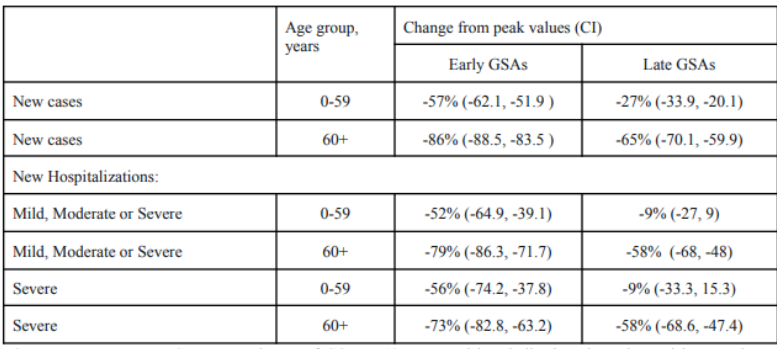 Age group, years Change from peak values (CI)
Early GSAs Late GSAs
New cases 0-59 -57% (-62.1, -51.9 ) -27% (-33.9, -20.1)
New cases 60+ -86% (-88.5, -83.5 ) -65% (-70.1, -59.9)
New Hospitalizations:
Mild, Moderate or Severe 0-59 -52% (-64.9, -39.1) -9% (-27, 9)
Mild, Moderate or Severe 60+ -79% (-86.3, -71.7) -58% (-68, -48)
Severe 0-59 -56% (-74.2, -37.8) -9% (-33.3, 15.3)
Severe 60+ -73% (-82.8, -63.2) -58% (-68.6, -47.4)